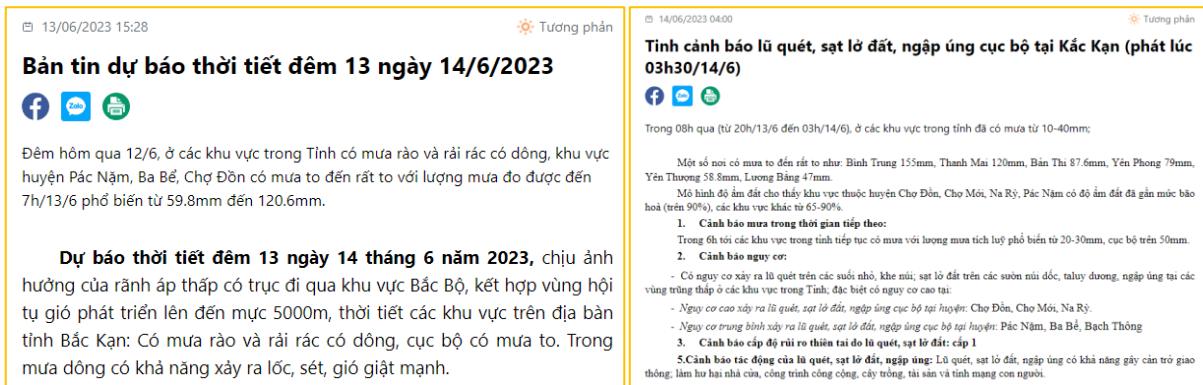 13/06/2023 15:28
Tương phản
Bản tin dự báo thời tiết đêm 13 ngày 14/6/2023
Zalo
Đêm hôm qua 12/6, ở các khu vực trong Tỉnh có mưa rào và rải rác có dông, khu vực
huyện Pác Nặm, Ba Bể, Chợ Đồn có mưa to đến rất to với lượng mưa đo được đến
7h/13/6 phổ biến từ 59.8mm đến 120.6mm.
Dự báo thời tiết đêm 13 ngày 14 tháng 6 năm 2023, chịu ảnh
hưởng của rãnh áp thấp có trục đi qua khu vực Bắc Bộ, kết hợp vùng hội
tụ gió phát triển lên đến mực 5000m, thời tiết các khu vực trên địa bàn
tỉnh Bắc Kạn: Có mưa rào và rải rác có dông, cục bộ có mưa to. Trong
mưa dông có khả năng xảy ra lốc, sét, gió giật mạnh.
14/06/2023 04:00
Tương phản
Tinh cảnh báo lũ quét, sạt lở đất, ngập úng cục bộ tại Kắc Kạn (phát lúc
03h30/14/6)
Zalo
Trong 08h qua (từ 20h/13/6 đến 03h/14/6), ở các khu vực trong tỉnh đã có mưa từ 10-40mm;
Một số nơi có mưa to đến rất to như: Bình Trung 155mm, Thanh Mai 120mm, Bản Thi 87.6mm, Yên Phong 79mm,
Yên Thượng 58.8mm, Lương Bằng 47mm.
Mô hình độ ẩm đất cho thấy khu vực thuộc huyện Chợ Đồn, Chợ Mới, Na Rỳ, Pác Nặm có độ ẩm đất đã gần mức bão
hoà (trên 90%), các khu vực khác từ 65-90%.
1. Cảnh báo mưa trong thời gian tiếp theo:
Trong 6h tới các khu vực trong tỉnh tiếp tục có mưa với lượng mưa tích luỹ phổ biến từ 20-30mm, cục bộ trên 50mm.
2. Cảnh báo nguy cơ:
- Có nguy cơ xảy ra lũ quét trên các suối nhỏ, khe núi; sạt lở đất trên các sườn núi dốc, taluy dương, ngập úng tại các
vùng trũng thấp ở các khu vực trong Tỉnh; đặc biệt có nguy cơ cao tại:
- Nguy cơ cao xảy ra lũ quét, sạt lở đất, ngập úng cục bộ tại huyện: Chợ Đồn, Chợ Mới, Na Rỳ.
- Nguy cơ trung bình xảy ra lũ quét, sạt lở đất, ngập úng cục bộ tại huyện: Pác Nặm, Ba Bể, Bạch Thông
3. Cảnh báo cấp độ rủi ro thiên tai do lũ quét, sạt lở đất: cấp 1
5.Cảnh báo tác động của lũ quét, sạt lở đất, ngập úng: Lũ quét, sạt lở đất, ngập úng có khả năng gây cản trở giao
thông; làm hư hại nhà cửa, công trình công cộng, cây trồng, tài sản và tính mạng con người.